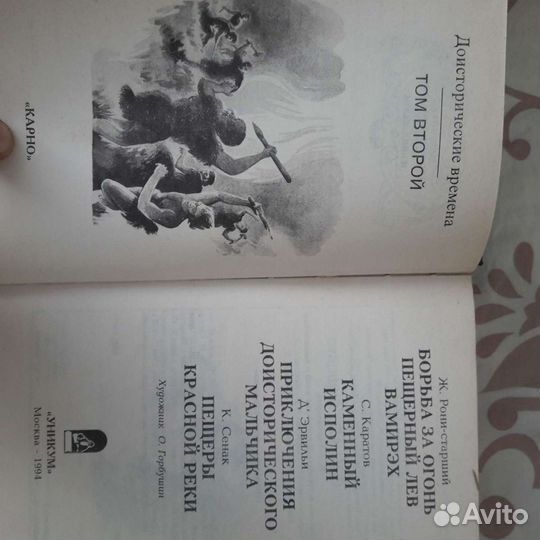 Доисторические времена
ТОМ ВТОРОЙ
«КАРНО»
Ж. Рони-старший
БОРЬБА ЗА ОГОНЬ
ПЕЩЕРНЫЙ ЛЕВ
ВАМИРЭХ
С. Каратов
КАМЕННЫЙ
ИСПОЛИН
Д'Эрвильи
ПРИКЛЮЧЕНИЯ
ДОИСТОРИЧЕСКОГО
МАЛЬЧИКА
К. Сенак
ПЕЩЕРЫ
КРАСНОЙ РЕКИ
Художник О. Горбушин
«УНИКУМ»
Москва - 1994
Avito